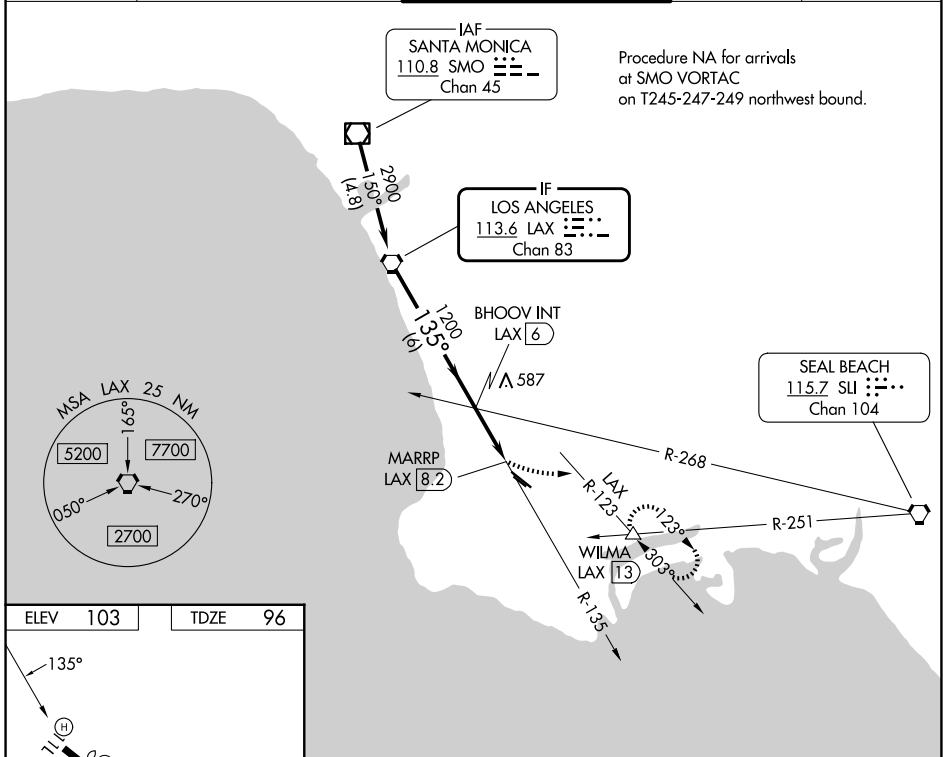 IAF
SANTA MONICA
110.8 SMO
Chan 45
Procedure NA for arrivals
at SMO VORTAC
on T245-247-249 northwest bound.
2900
150°
(4.8)
IF
LOS ANGELES
113.6 LAX
Chan 83
1200
135°
(6)
BHOOV INT
LAX 6
587
SEAL BEACH
115.7 SLI
Chan 104
MSA LAX 25 NM
165°
5200
7700
050°
270°
2700
R-268
MARRP
LAX 8.2
LAX
R-123
123°
R-251
WILMA
LAX 13
303°
R-135
ELEV 103
TDZE 96
135°
H
11L